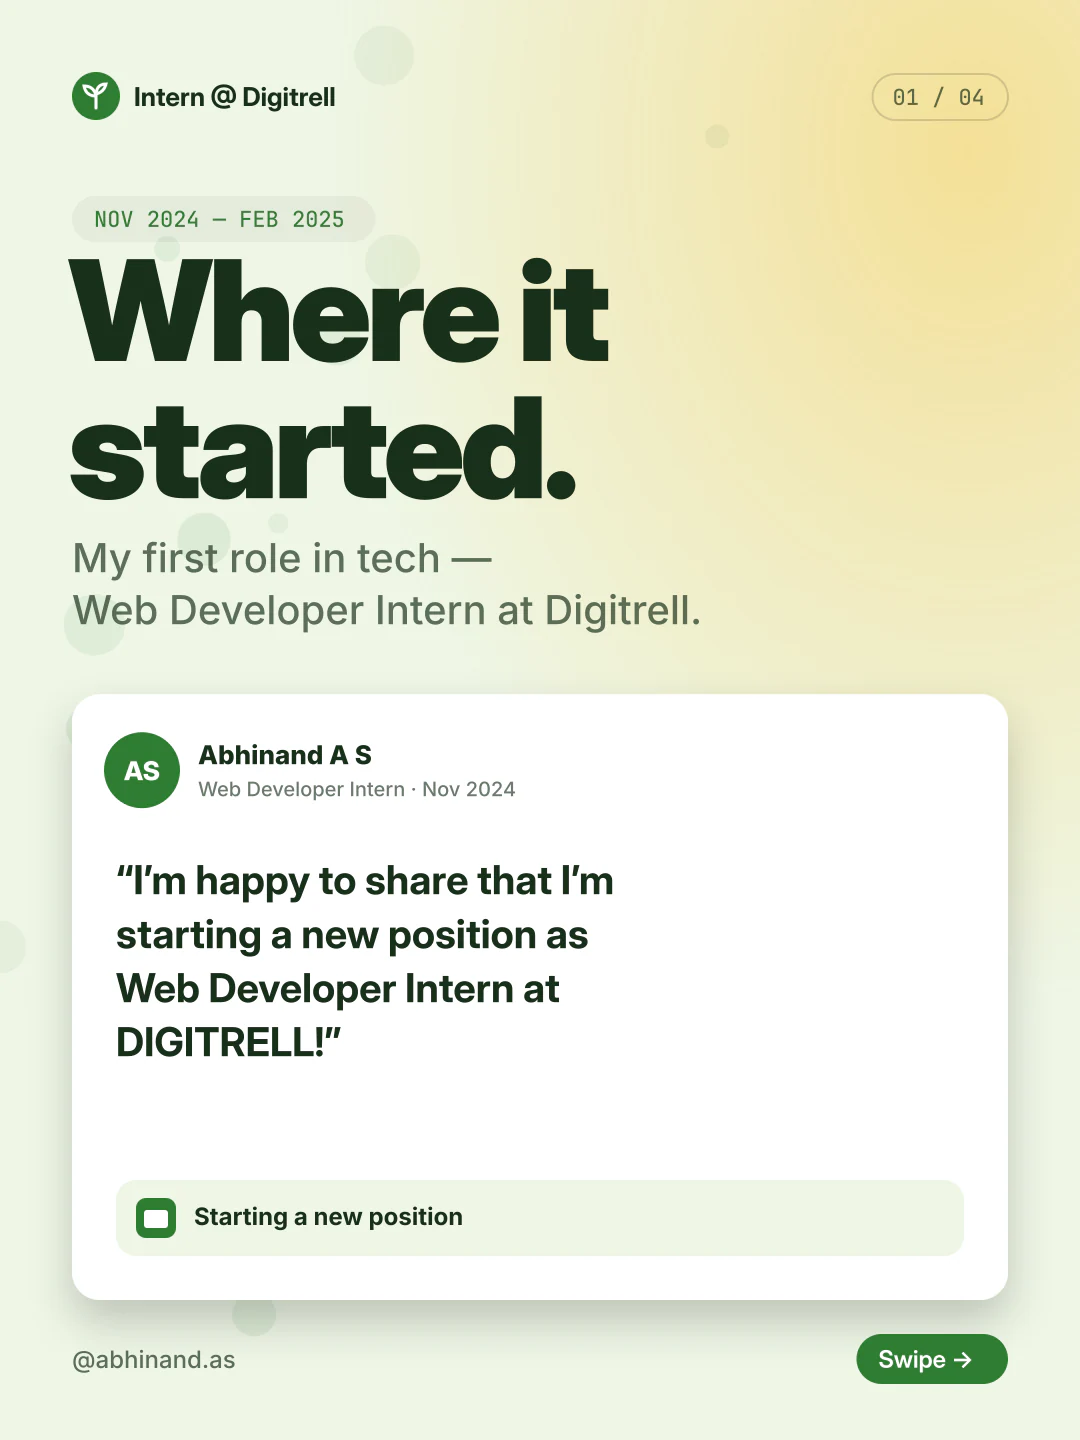 Intern @ Digitrell
01 / 04
NOV 2024 — FEB 2025
Where it
started.
My first role in tech —
Web Developer Intern at Digitrell.
AS
Abhinand A S
Web Developer Intern · Nov 2024
“I’m happy to share that I’m
starting a new position as
Web Developer Intern at
DIGITRELL!”
Starting a new position
@abhinand.as
Swipe →